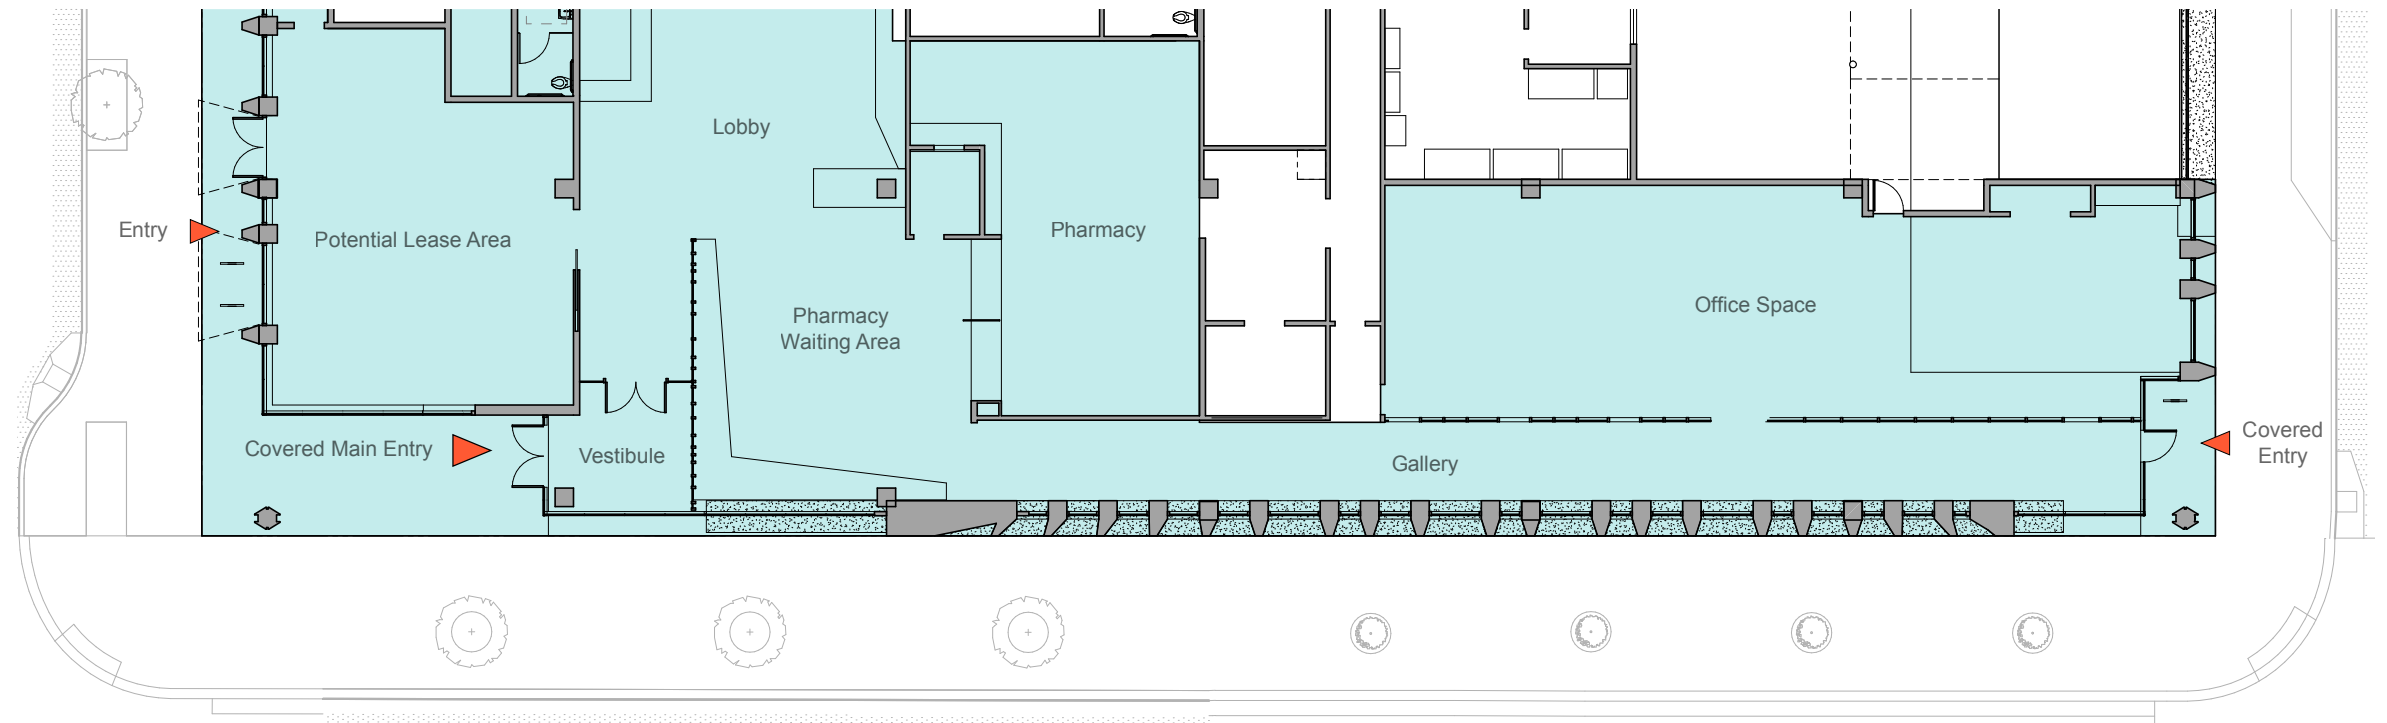 Lobby
Entry
Potential Lease Area
Pharmacy
Pharmacy
Waiting Area
Office Space
Covered Main Entry
Vestibule
Gallery
Covered
Entry